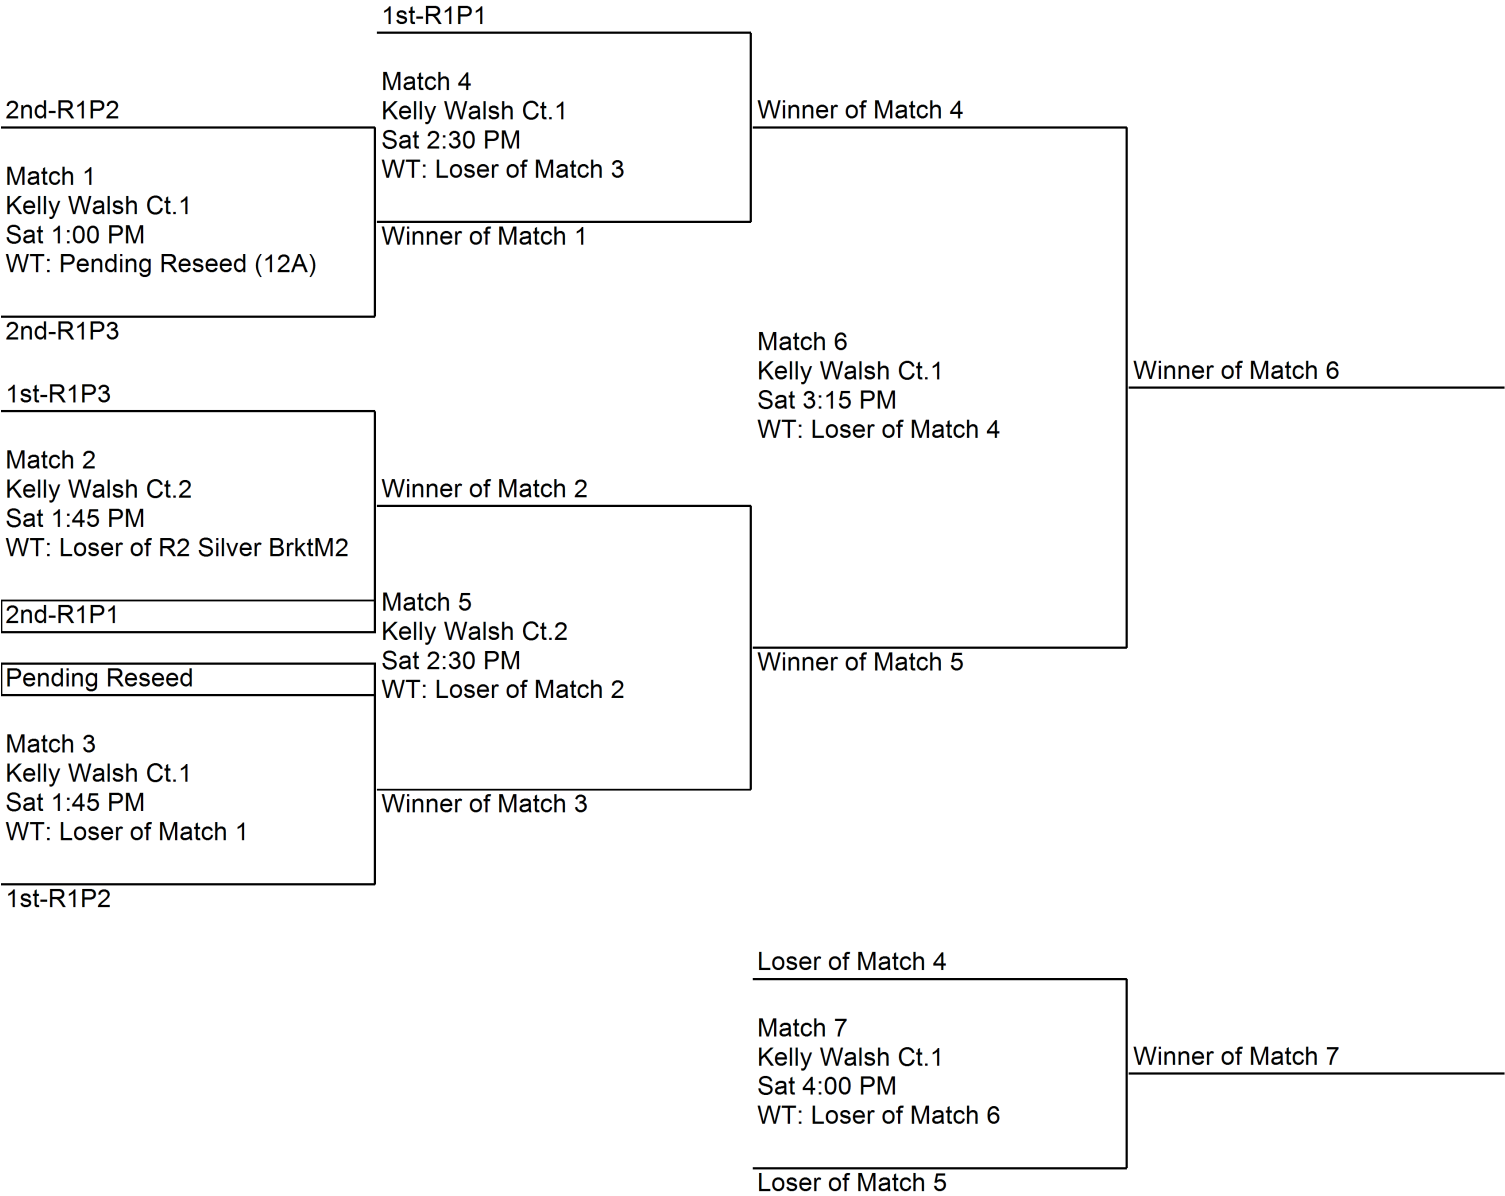 1st-R1P1
Match 4
Kelly Walsh Ct.1
Sat 2:30 PM
WT: Loser of Match 3
Winner of Match 1
2nd-R1P2
Match 1
Kelly Walsh Ct.1
Sat 1:00 PM
WT: Pending Reseed (12A)
2nd-R1P3
1st-R1P3
Match 2
Kelly Walsh Ct.2
Sat 1:45 PM
WT: Loser of R2 Silver BrktM2
2nd-R1P1
Pending Reseed
Match 3
Kelly Walsh Ct.1
Sat 1:45 PM
WT: Loser of Match 1
1st-R1P2
Winner of Match 2
Match 5
Kelly Walsh Ct.2
Sat 2:30 PM
WT: Loser of Match 2
Winner of Match 3
Winner of Match 4
Match 6
Kelly Walsh Ct.1
Sat 3:15 PM
WT: Loser of Match 4
Winner of Match 5
Winner of Match 6
Loser of Match 4
Match 7
Kelly Walsh Ct.1
Sat 4:00 PM
WT: Loser of Match 6
Loser of Match 5
Winner of Match 7